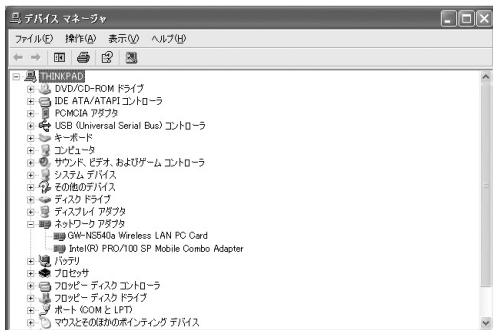 デバイス マネージャ
ファイル(F) 操作(A) 表示(V) ヘルプ(H)
THINKPAD
DVD/CD-ROM ドライブ
IDE ATA/ATAPI コントローラ
PCMCIA アダプタ
USB (Universal Serial Bus) コントローラ
キーボード
コンピュータ
サウンド、ビデオ、およびゲーム コントローラ
システム デバイス
その他のデバイス
ディスク ドライブ
ディスプレイ アダプタ
ネットワーク アダプタ
GW-NS540a Wireless LAN PC Card
Intel(R) PRO/100 SP Mobile Combo Adapter
バッテリ
プロセッサ
フロッピー ディスク コントローラ
フロッピー ディスク ドライブ
ポート (COM と LPT)
マウスとそのほかのポインティング デバイス